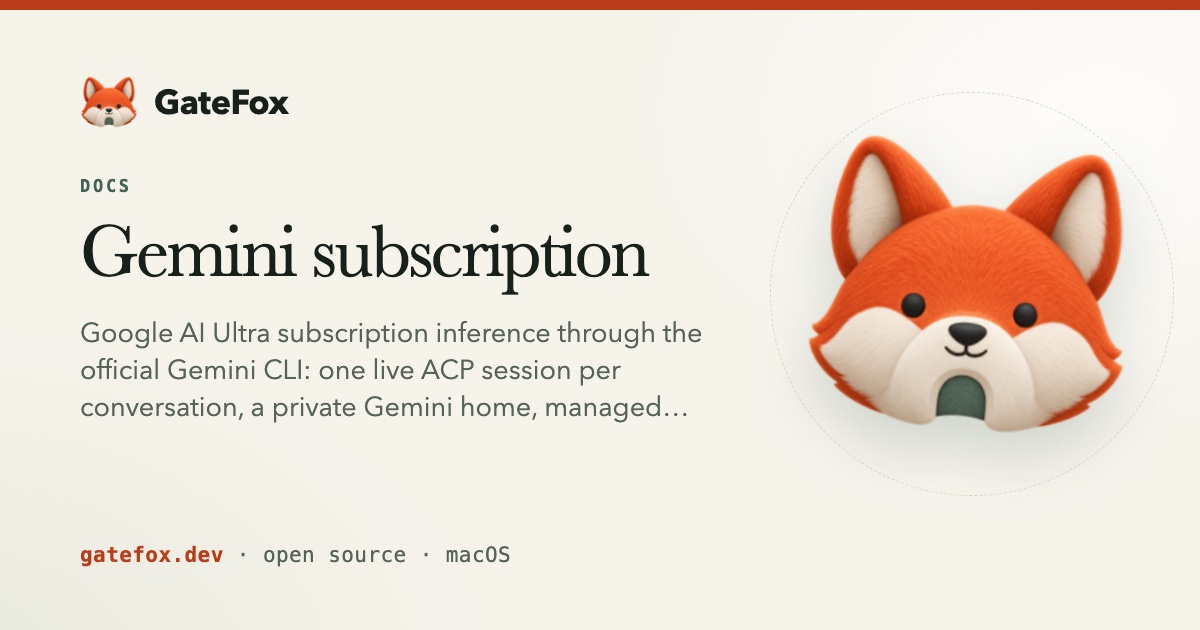 GateFox
DOCS
Gemini subscription
Google AI Ultra subscription inference through the
official Gemini CLI: one live ACP session per
conversation, a private Gemini home, managed…
gatefox.dev · open source · macOS